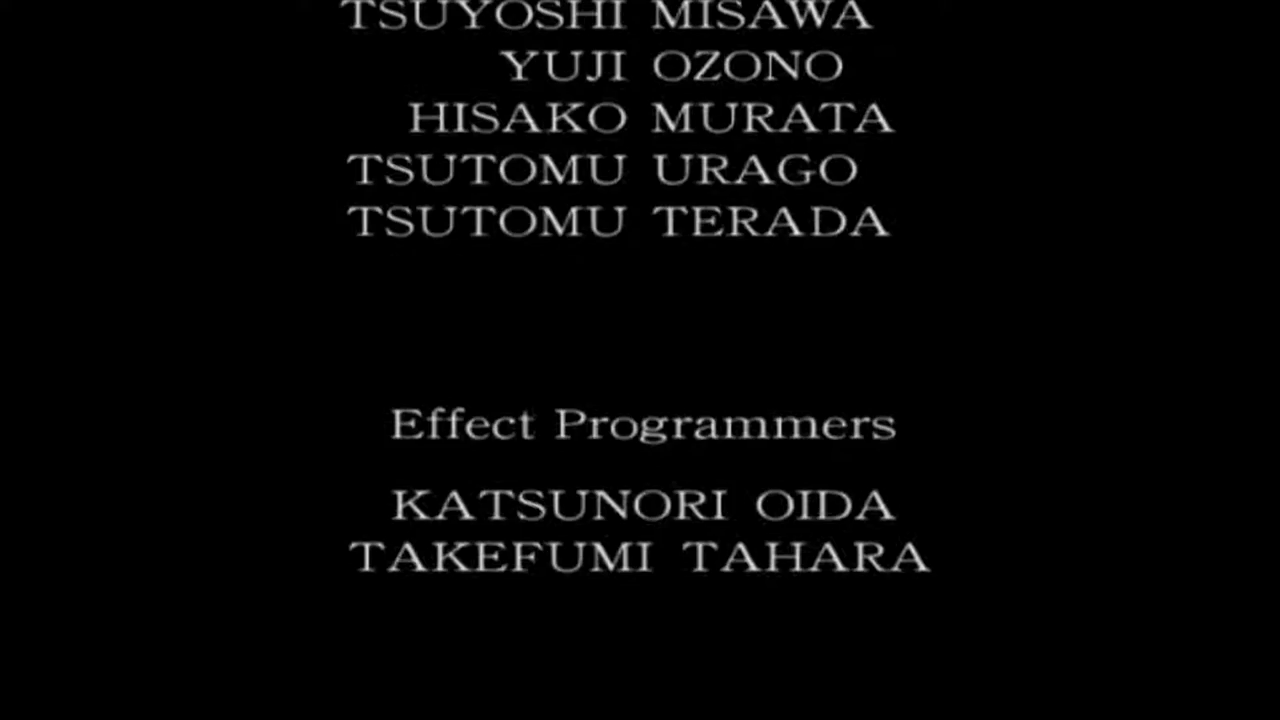 TSUYOSHI MISAWA
YUJI OZONO
HISAKO MURATA
TSUTOMU URAGO
TSUTOMU TERADA
Effect Programmers
KATSUNORI OIDA
TAKEFUMI TAHARA